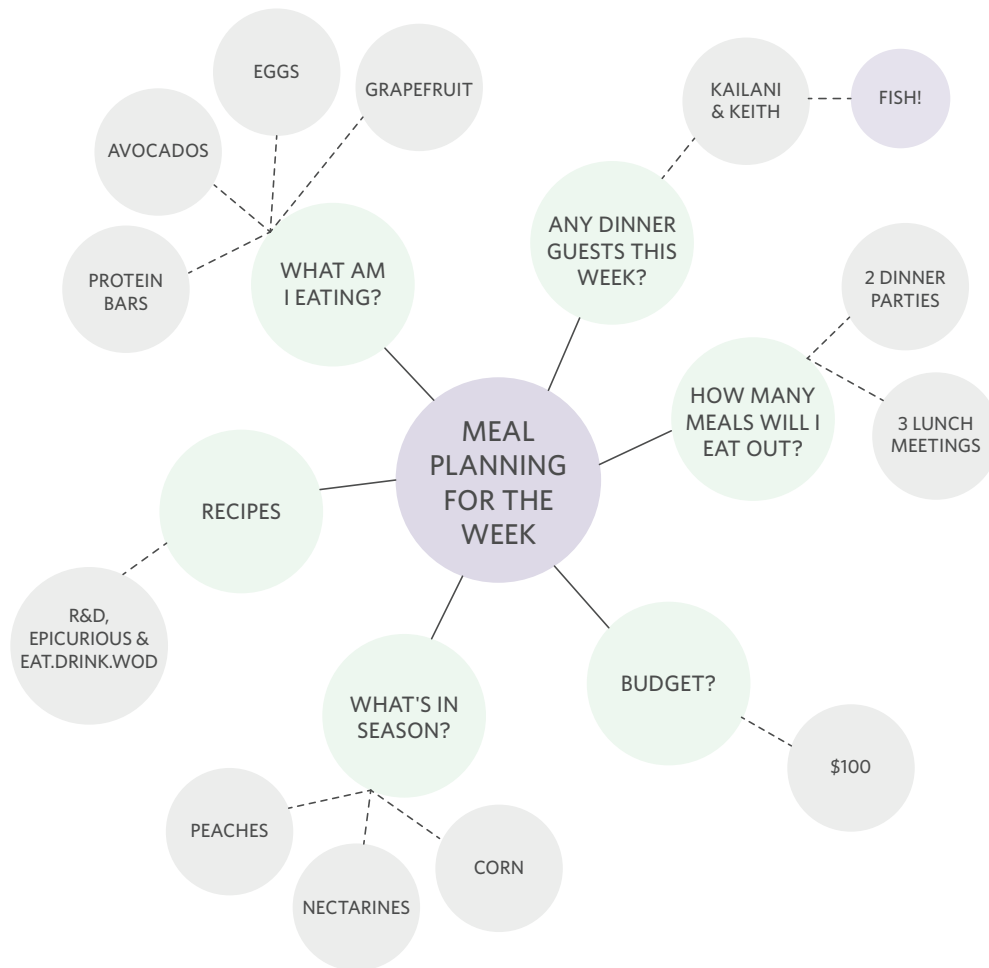 EGGS
GRAPEFRUIT
AVOCADOS
PROTEIN
BARS
WHAT AM
I EATING?
KAILANI
& KEITH
FISH!
ANY DINNER
GUESTS THIS
WEEK?
2 DINNER
PARTIES
HOW MANY
MEALS WILL I
EAT OUT?
3 LUNCH
MEETINGS
MEAL
PLANNING
FOR THE
WEEK
RECIPES
R&D,
EPICURIOUS &
EAT.DRINK.WOD
WHAT'S IN
SEASON?
PEACHES
NECTARINES
CORN
BUDGET?
$100